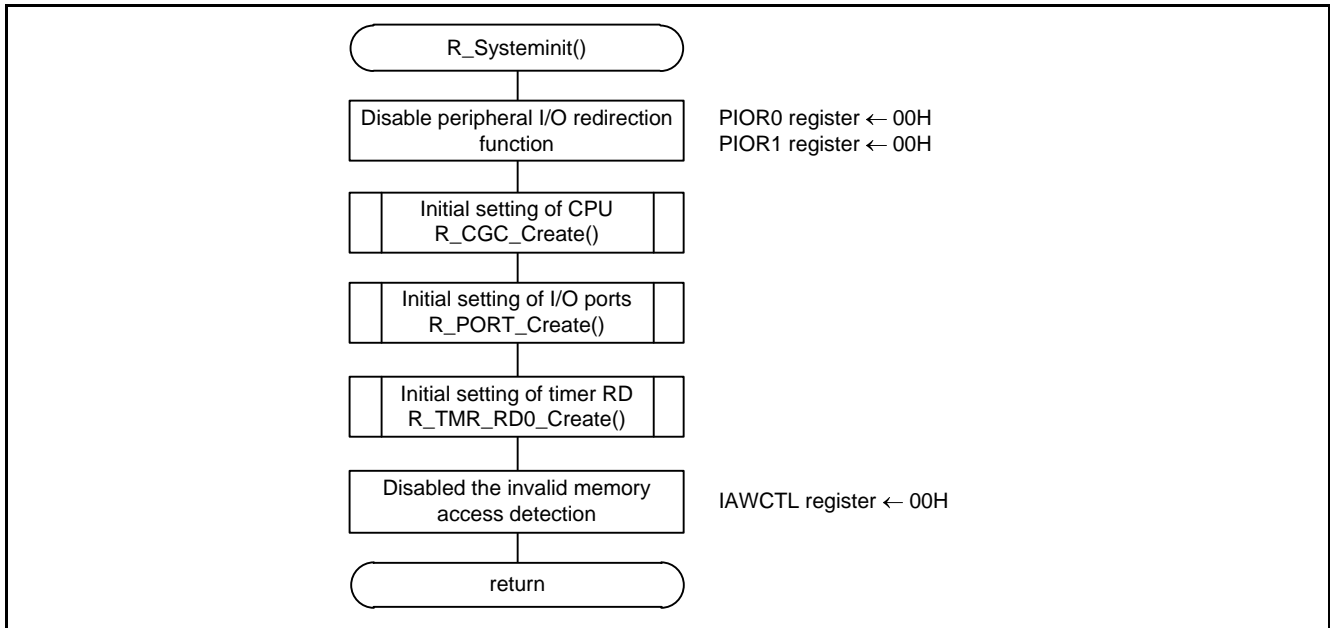 R_Systeminit()
Disable peripheral I/O redirection
function
PIOR0 register ← 00H
PIOR1 register ← 00H
Initial setting of CPU
R_CGC_Create()
Initial setting of I/O ports
R_PORT_Create()
Initial setting of timer RD
R_TMR_RD0_Create()
Disabled the invalid memory
access detection
IAWCTL register ← 00H
return